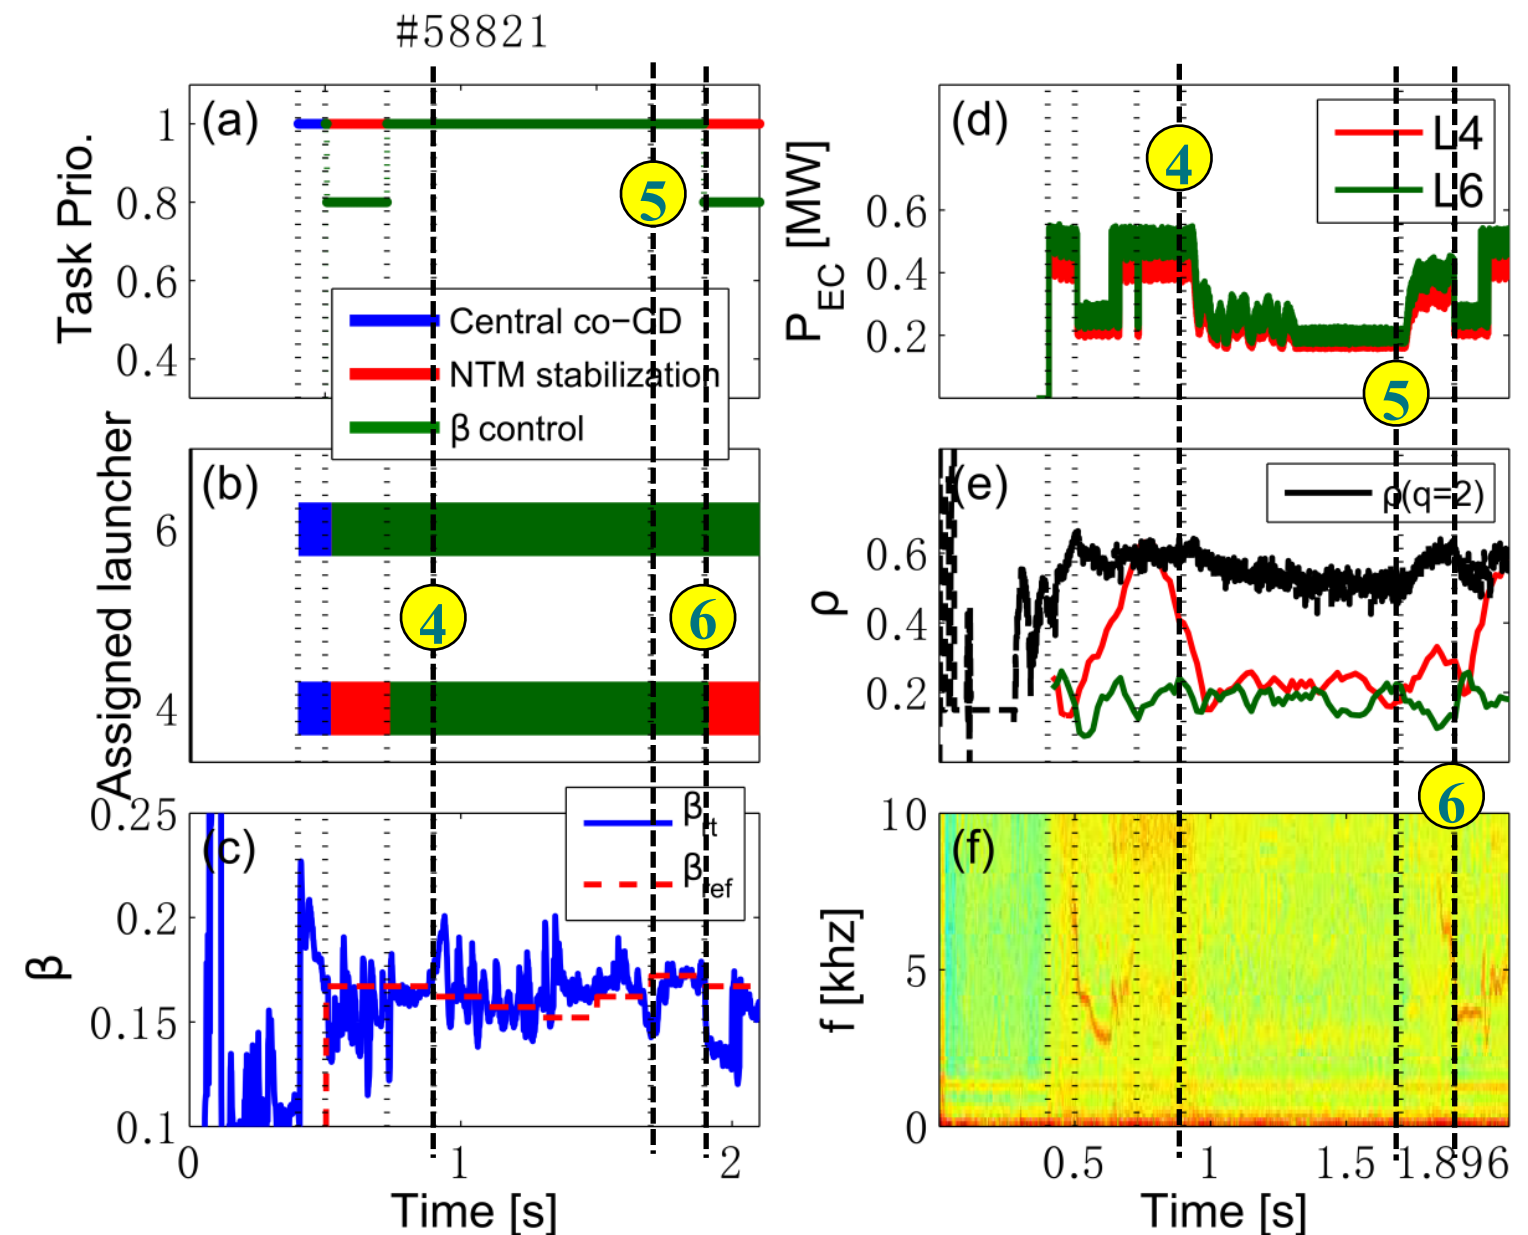 #58821
(a)
Task Prio.
1
0.8
0.6
0.4
5
Central co-CD
NTM stabilization
β control
(b)
Assigned launcher
6
4
4
6
(c)
β
0.25
0.2
0.15
0.1
βrt
βref
0
1
2
Time [s]
(d)
PEC [MW]
0.6
0.4
0.2
L4
L6
4
5
(e)
ρ
0.6
0.4
0.2
ρ(q=2)
6
(f)
f [khz]
10
5
0
0.5
1
1.5
1.896
Time [s]